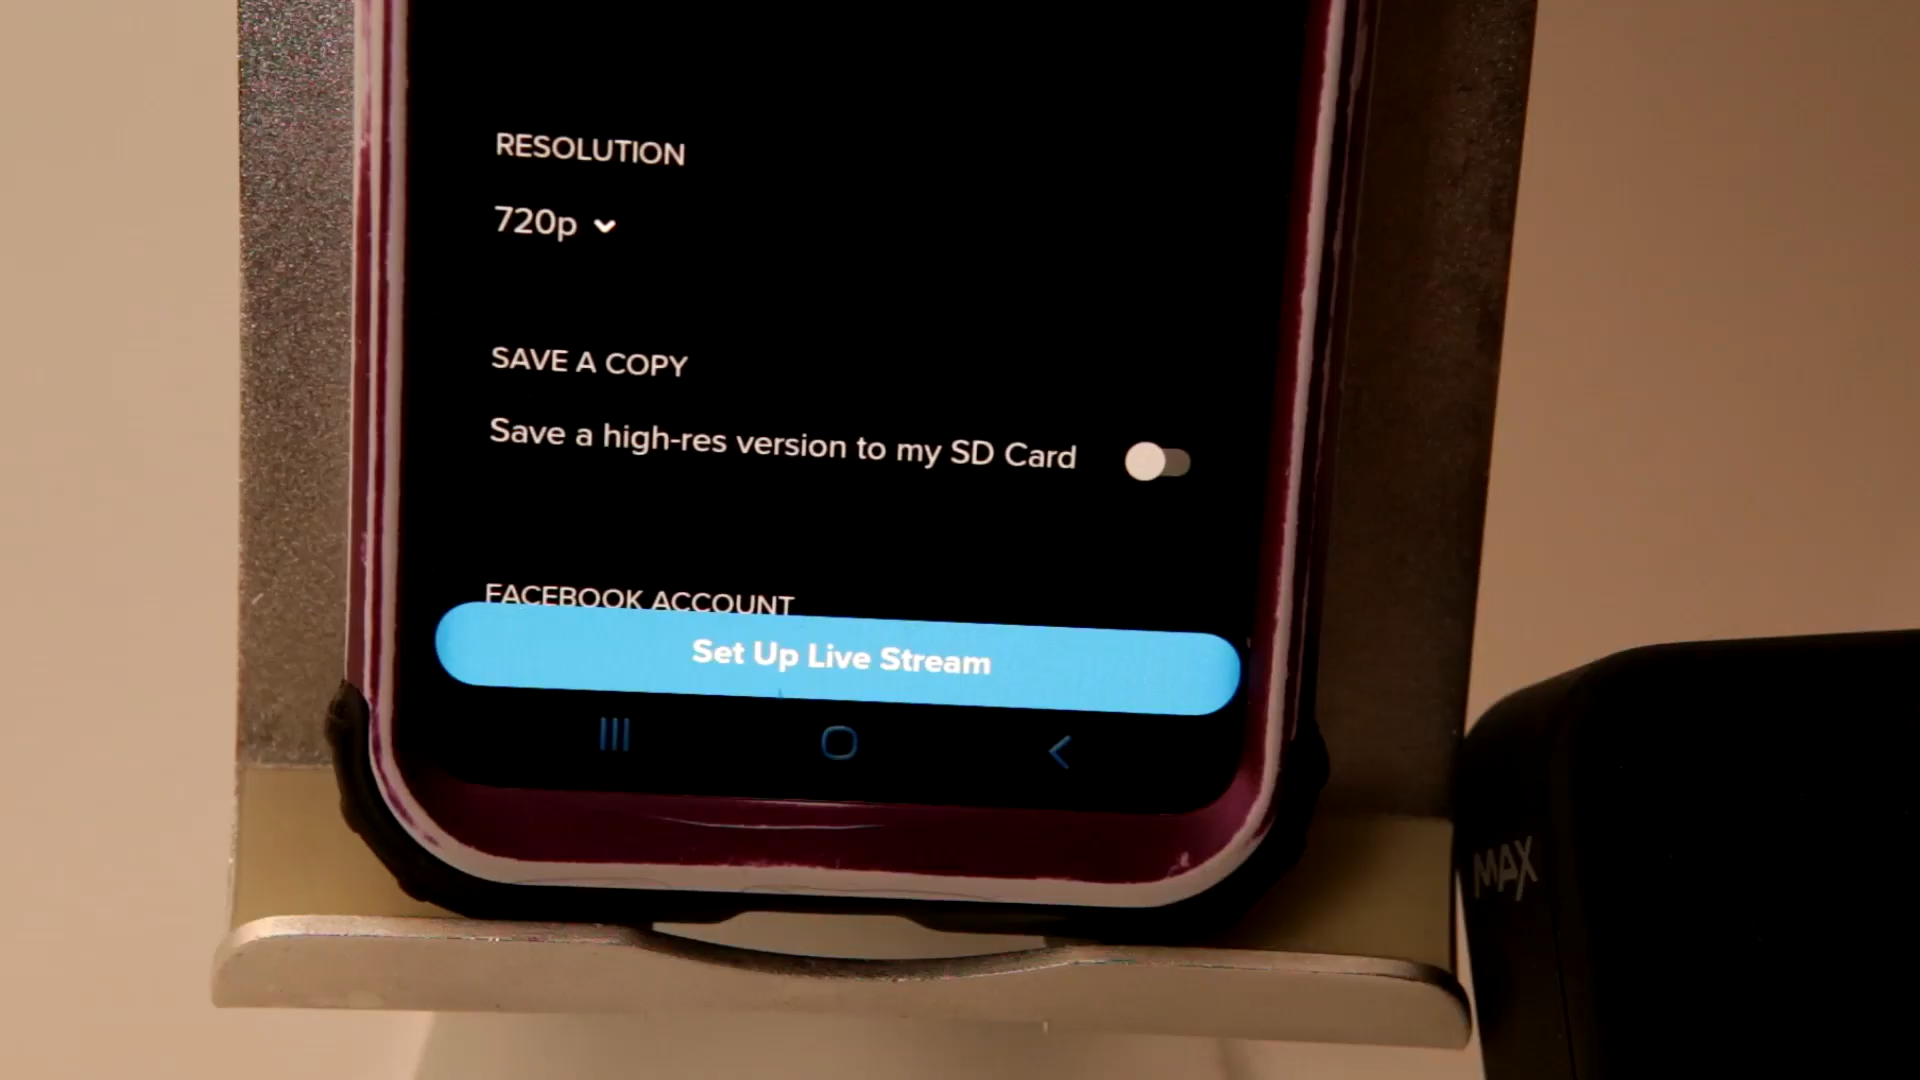 RESOLUTION
720p
SAVE A COPY
Save a high-res version to my SD Card
FACEBOOK ACCOUNT
Set Up Live Stream
MAX